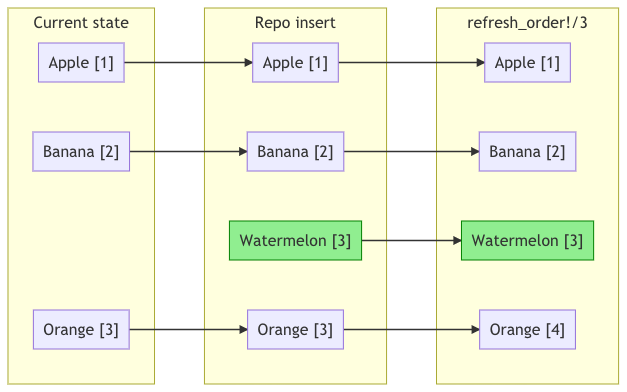 Current state
Repo insert
refresh_order!/3
Apple [1]
Apple [1]
Apple [1]
Banana [2]
Banana [2]
Banana [2]
Watermelon [3]
Watermelon [3]
Orange [3]
Orange [3]
Orange [4]